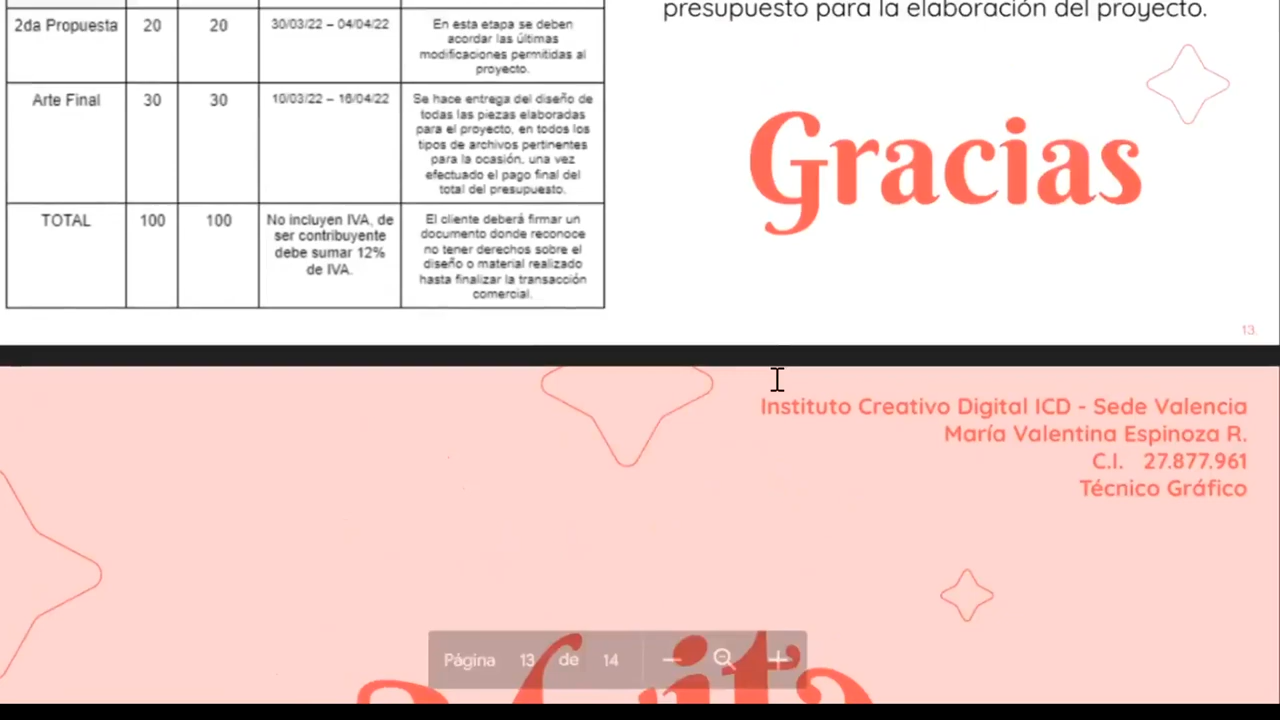 presupuesto para la elaboración del proyecto.
2da Propuesta 20 20 30/03/22 – 04/04/22 En esta etapa se deben
acordar las últimas
modificaciones permitidas al
proyecto.
Arte Final 30 30 10/03/22 – 16/04/22 Se hace entrega del diseño de
todas las piezas elaboradas
para el proyecto, en todos los
tipos de archivos pertinentes
para la ocasión, una vez
efectuado el pago final del
total del presupuesto.
TOTAL 100 100 No incluyen IVA, de
ser contribuyente
debe sumar 12%
de IVA.
El cliente deberá firmar un
documento donde reconoce
no tener derechos sobre el
diseño o material realizado
hasta finalizar la transacción
comercial.
Gracias
13.
Instituto Creativo Digital ICD - Sede Valencia
María Valentina Espinoza R.
C.I. 27.877.961
Técnico Gráfico
Página 13 de 14